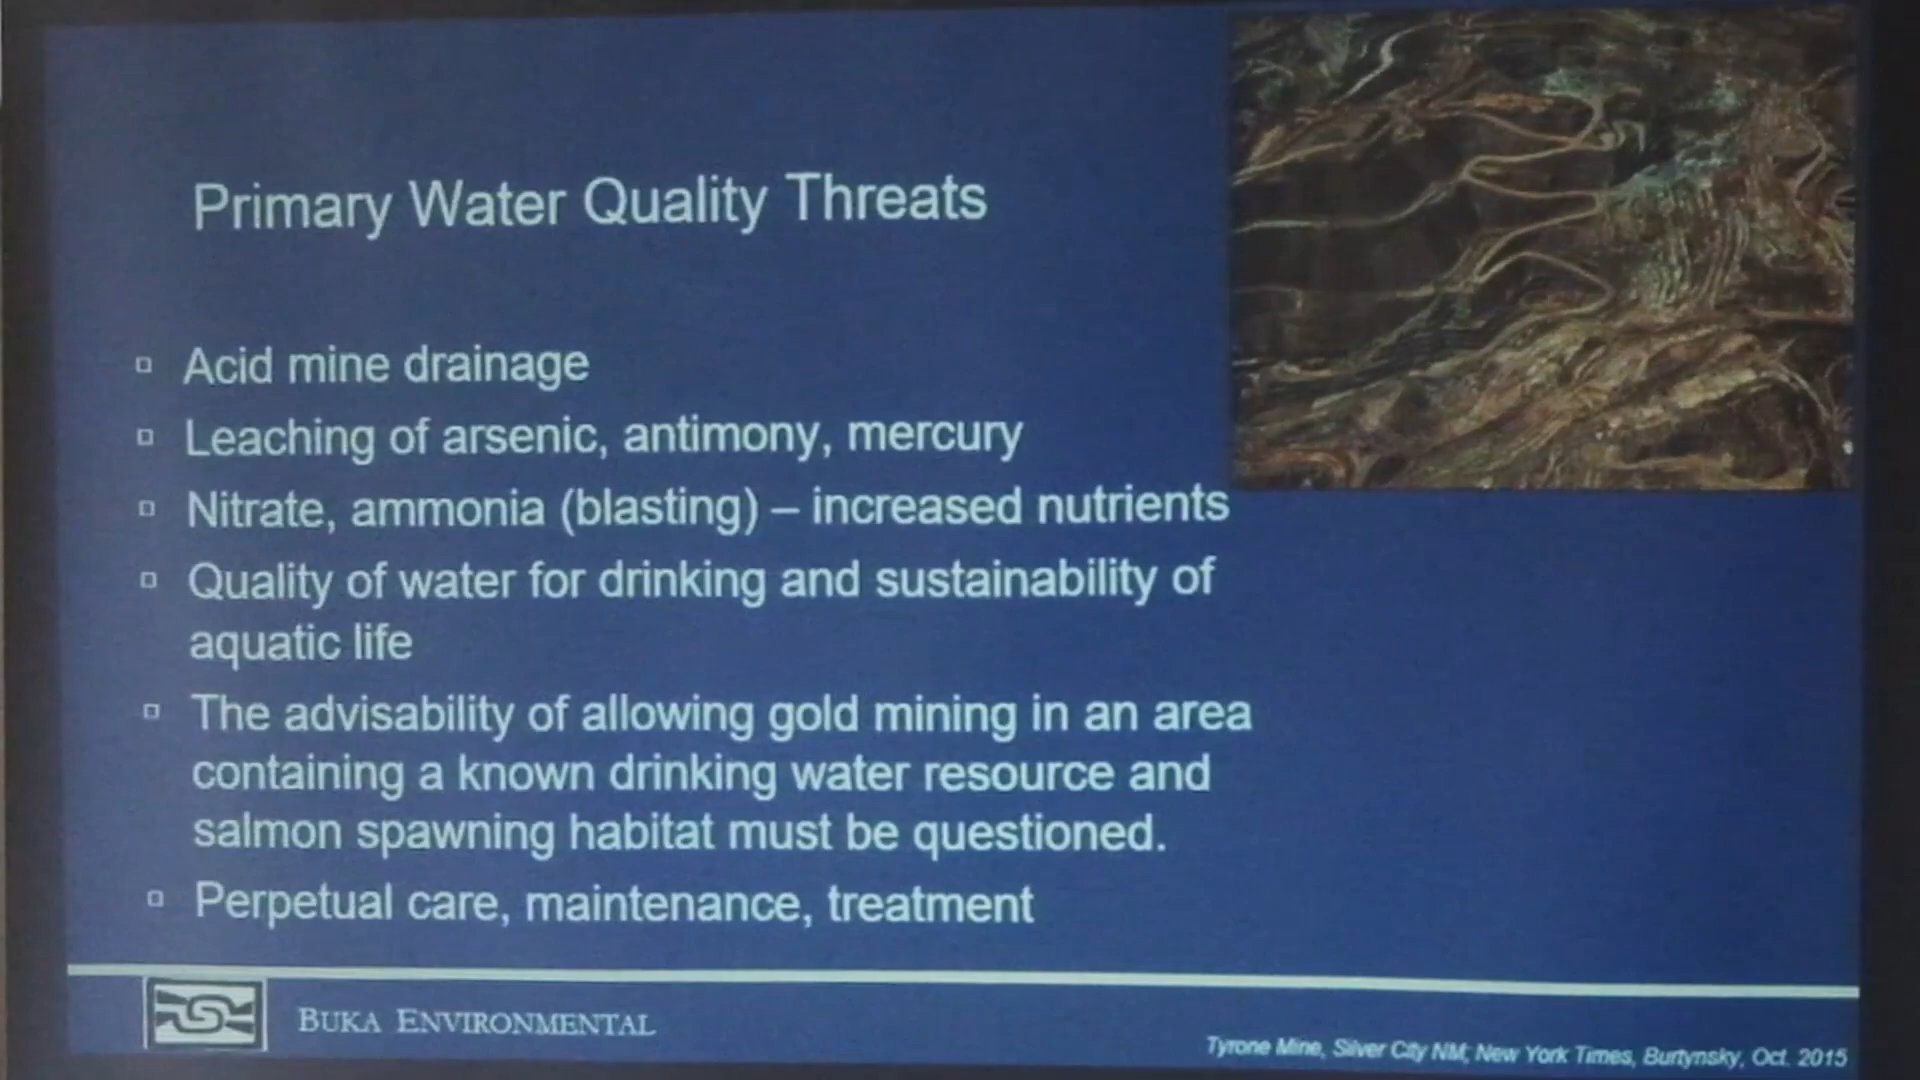 Primary Water Quality Threats
Acid mine drainage
Leaching of arsenic, antimony, mercury
Nitrate, ammonia (blasting) – increased nutrients
Quality of water for drinking and sustainability of
aquatic life
The advisability of allowing gold mining in an area
containing a known drinking water resource and
salmon spawning habitat must be questioned.
Perpetual care, maintenance, treatment
BUKA ENVIRONMENTAL
Tyrone Mine, Silver City NM; New York Times, Burtynsky, Oct. 2015